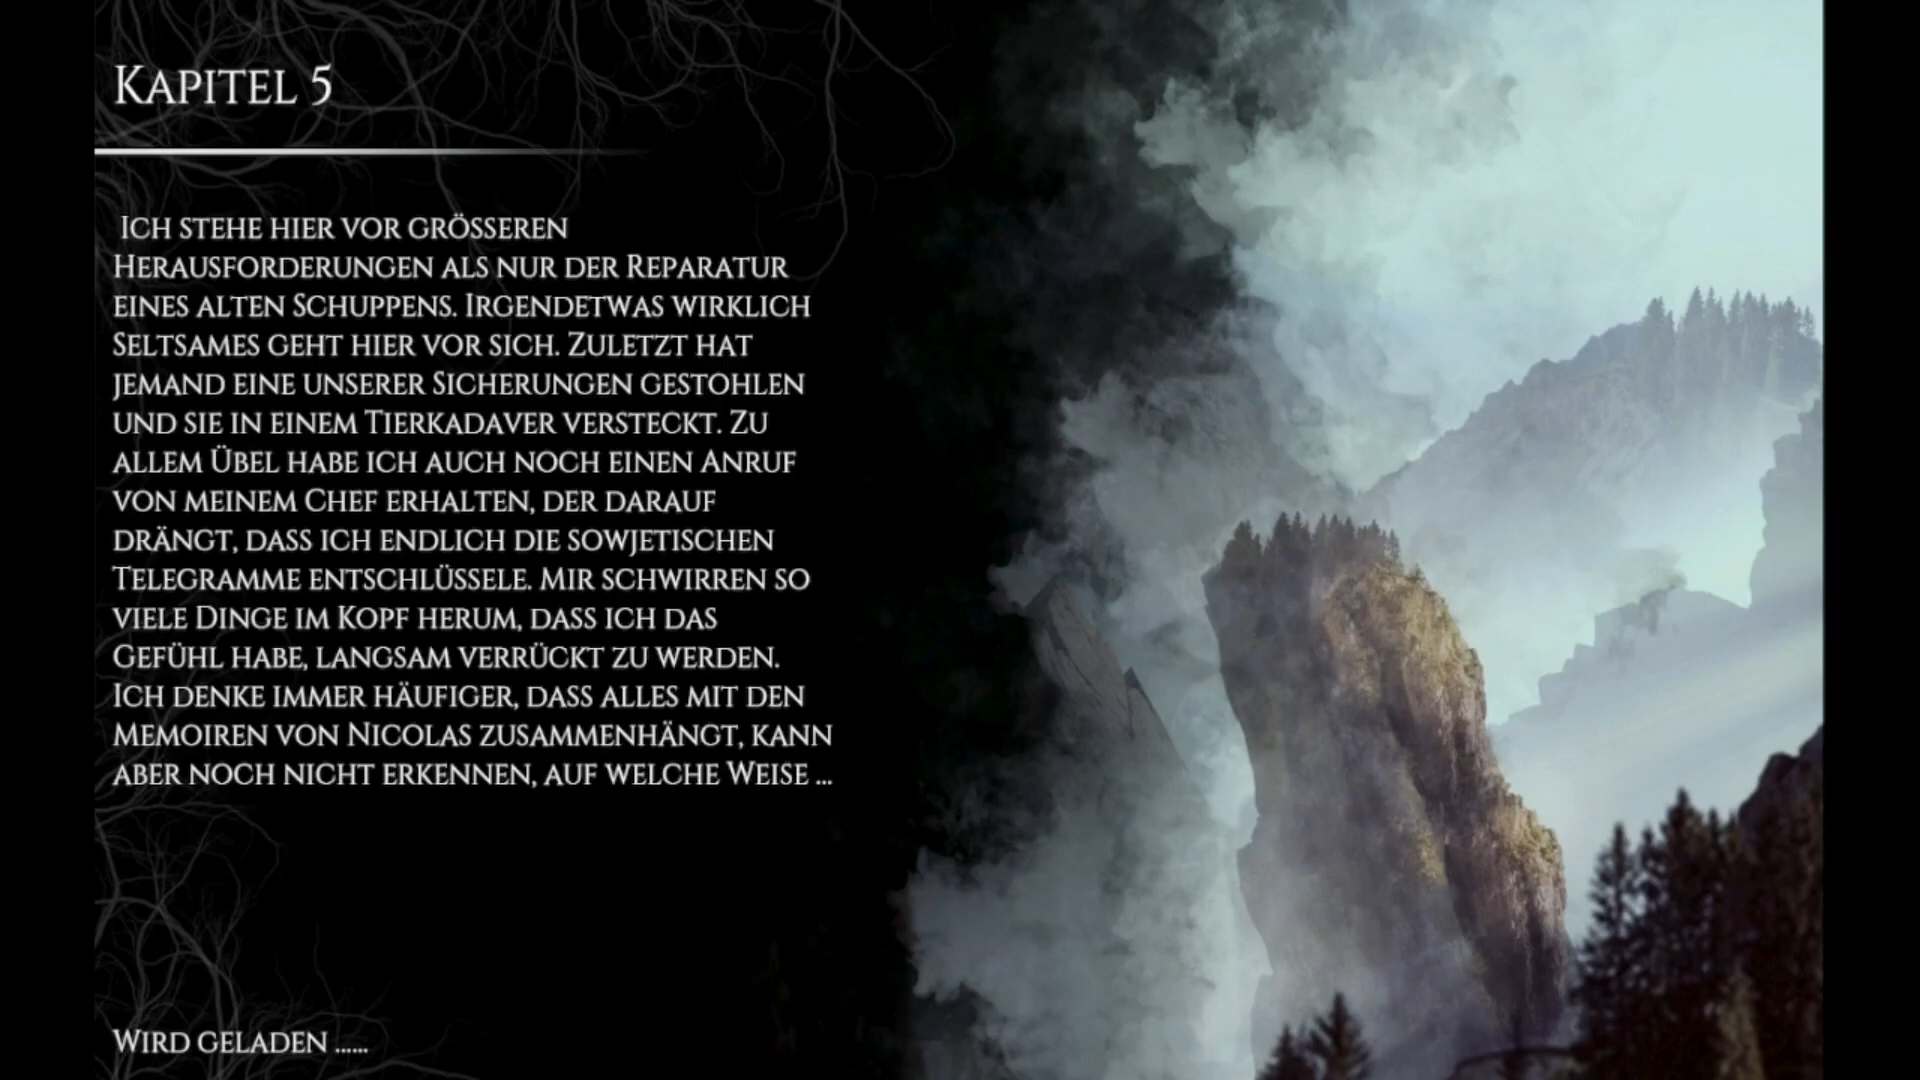 Kapitel 5
Ich stehe hier vor grösseren
Herausforderungen als nur der Reparatur
eines alten Schuppens. Irgendetwas wirklich
Seltsames geht hier vor sich. Zuletzt hat
jemand eine unserer Sicherungen gestohlen
und sie in einem Tierkadaver versteckt. Zu
allem Übel habe ich auch noch einen Anruf
von meinem Chef erhalten, der darauf
drängt, dass ich endlich die sowjetischen
Telegramme entschlüssele. Mir schwirren so
viele Dinge im Kopf herum, dass ich das
Gefühl habe, langsam verrückt zu werden.
Ich denke immer häufiger, dass alles mit den
Memoiren von Nicolas zusammenhängt, kann
aber noch nicht erkennen, auf welche Weise ...
Wird geladen ......